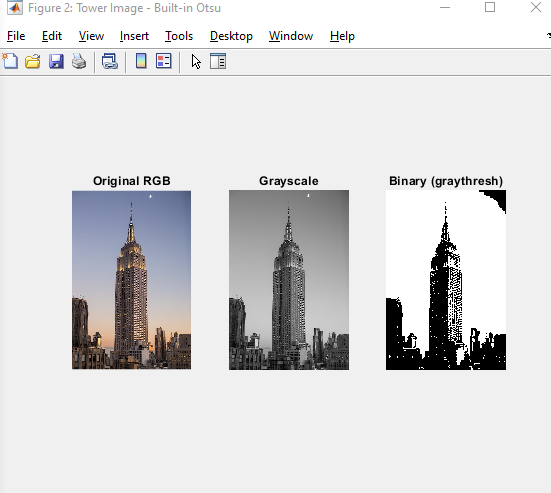 Figure 2: Tower Image - Built-in Otsu
File Edit View Insert Tools Desktop Window Help
Original RGB
Grayscale
Binary (graythresh)